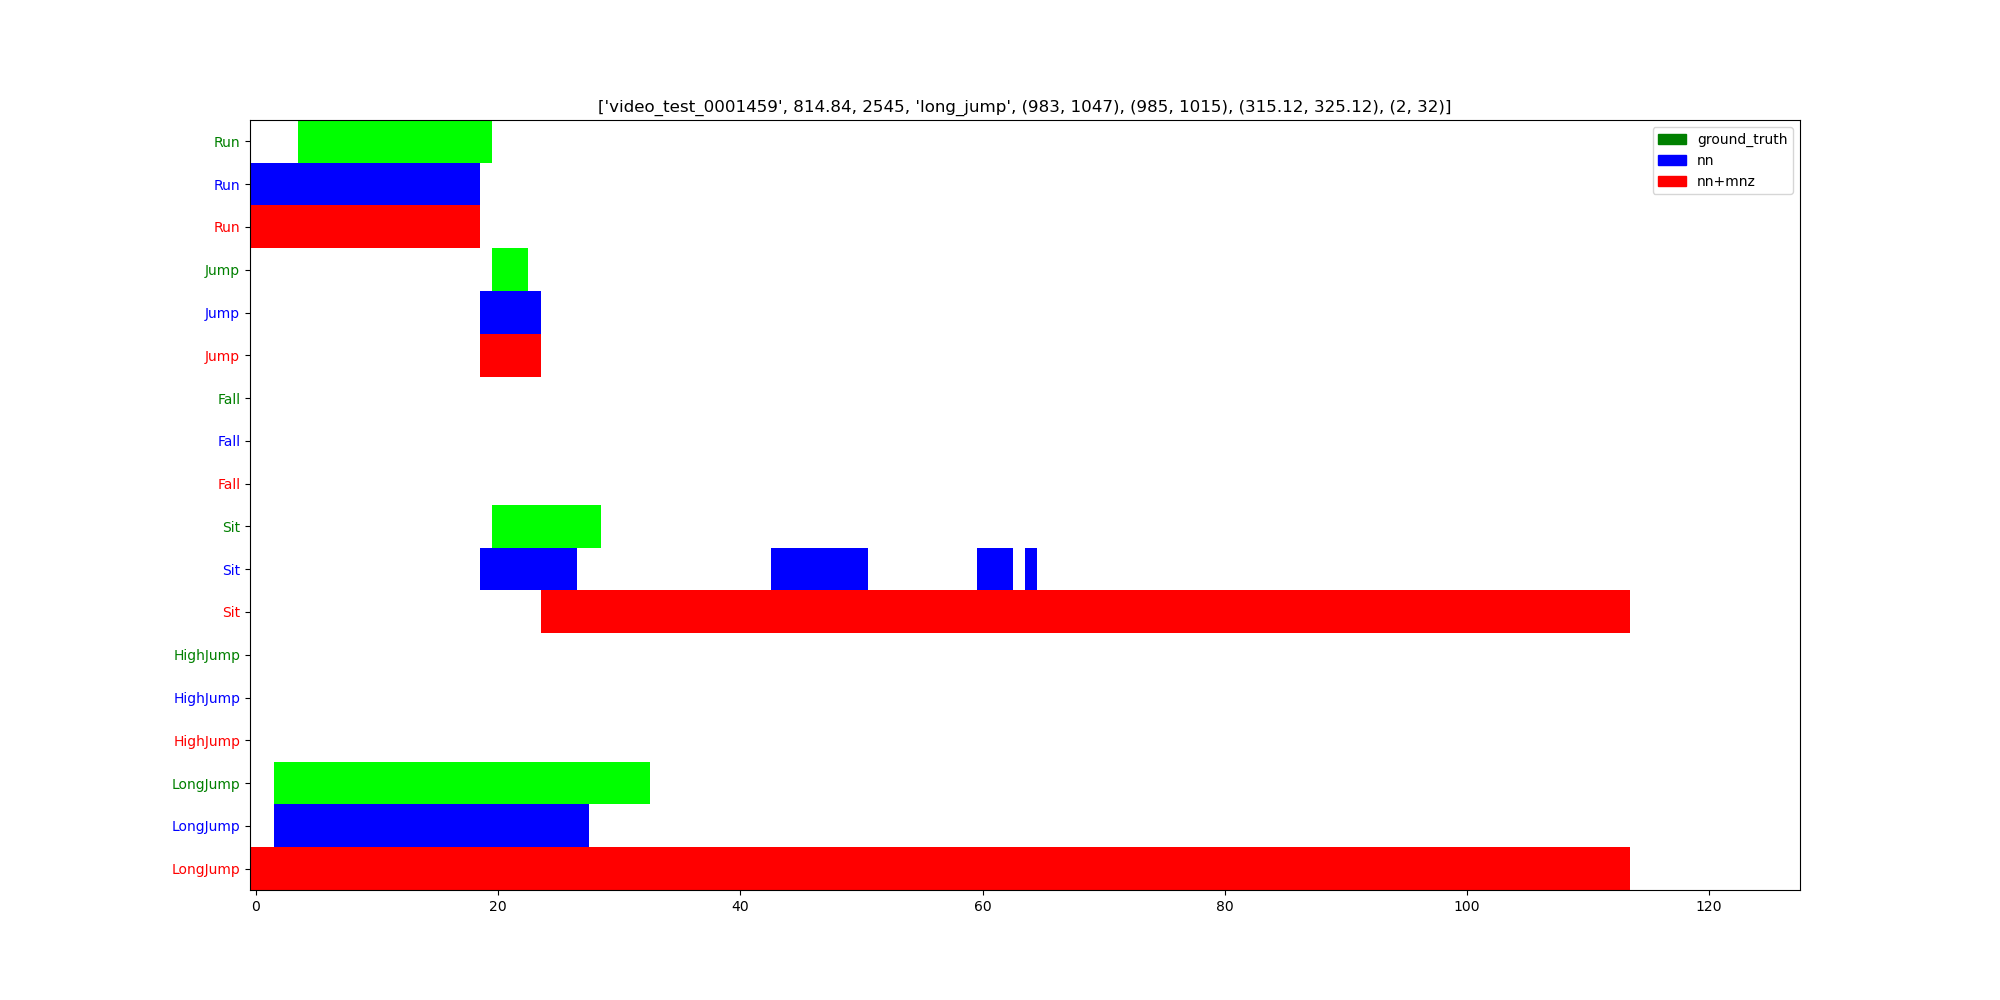 ['video_test_0001459', 814.84, 2545, 'long_jump', (983, 1047), (985, 1015), (315.12, 325.12), (2, 32)]
ground_truth
nn
nn+mnz
Run
Run
Run
Jump
Jump
Jump
Fall
Fall
Fall
Sit
Sit
Sit
HighJump
HighJump
HighJump
LongJump
LongJump
LongJump
0 20 40 60 80 100 120